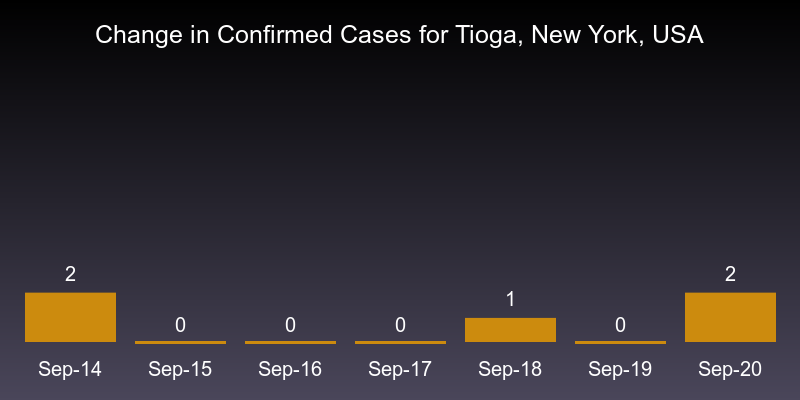 Change in Confirmed Cases for Tioga, New York, USA
2
0
0
0
1
0
2
Sep-14
Sep-15
Sep-16
Sep-17
Sep-18
Sep-19
Sep-20